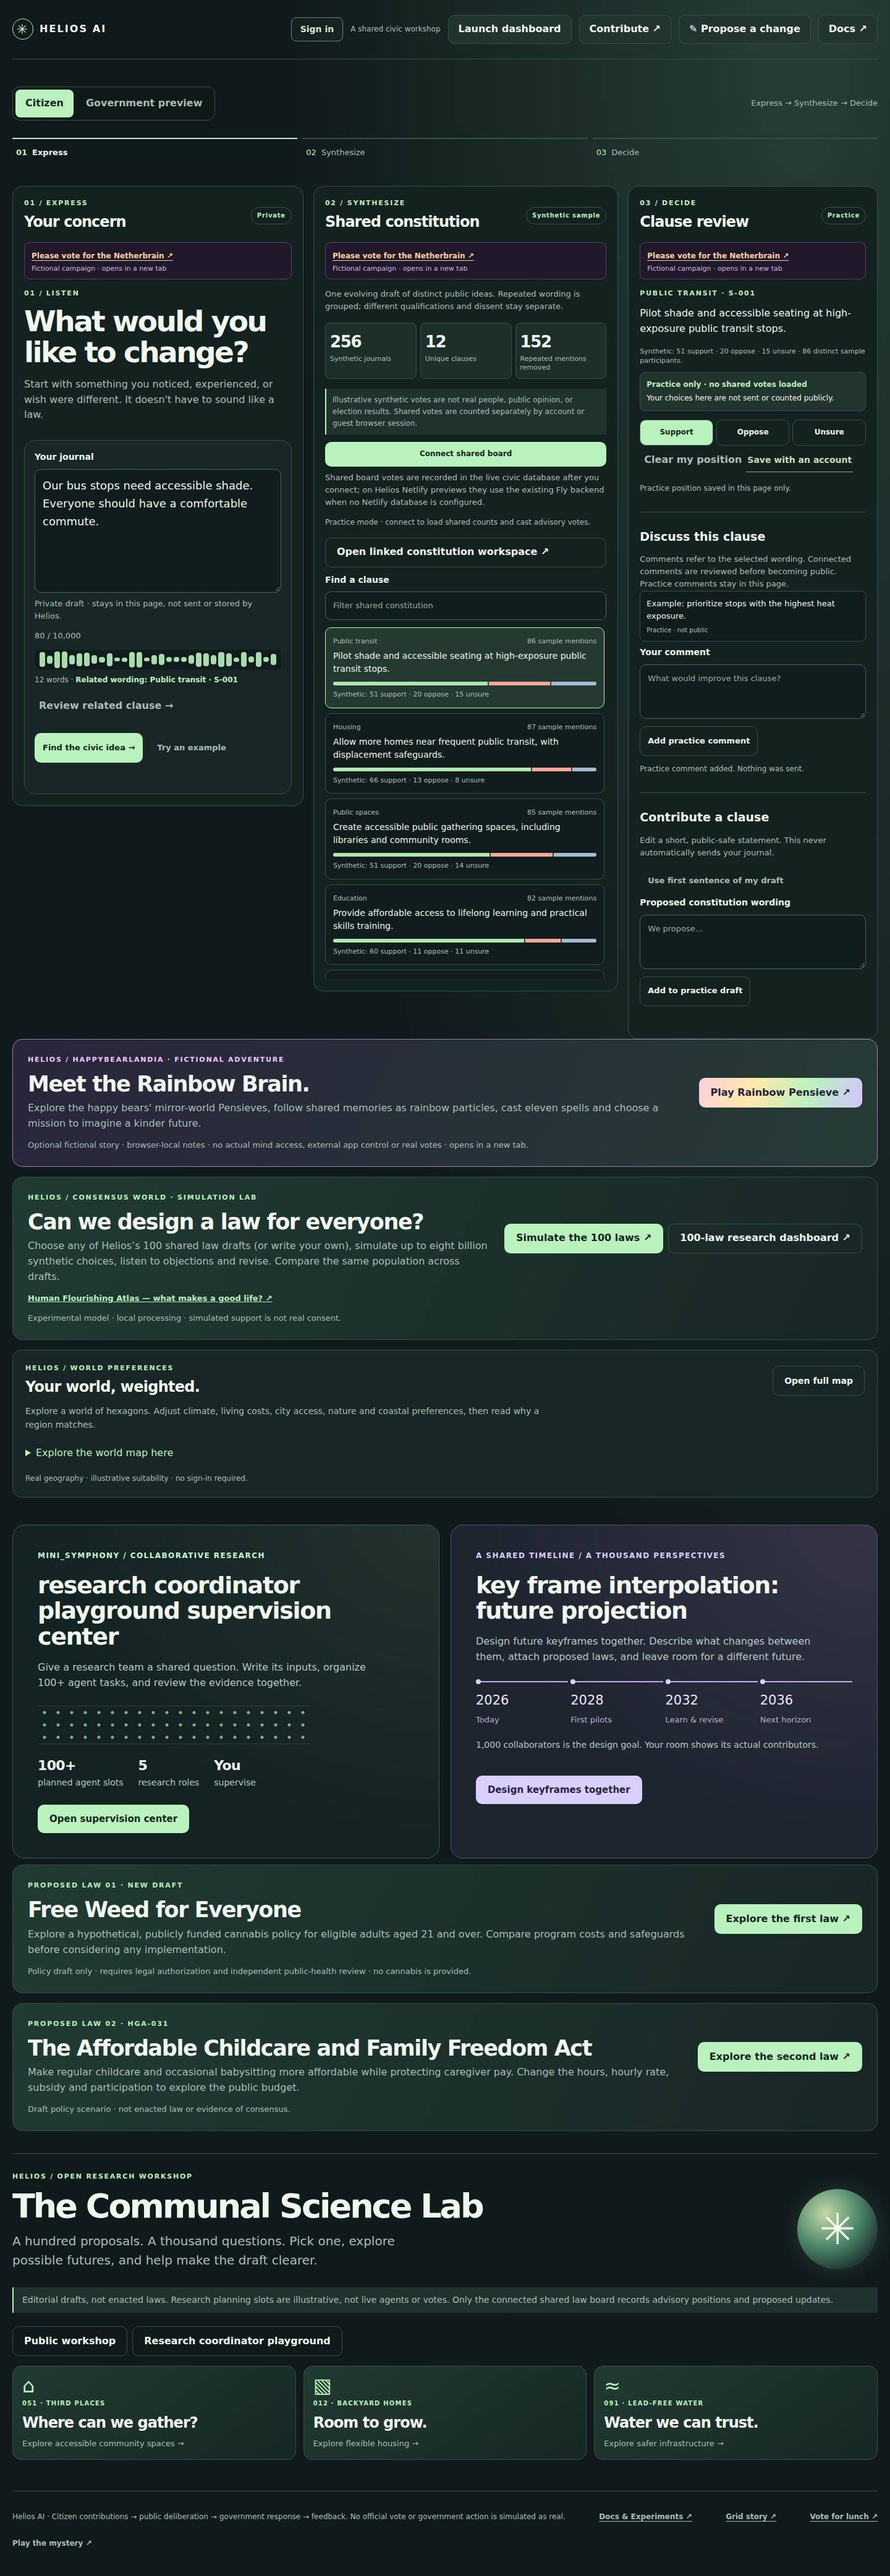 HELIOS AI
Sign in
A shared civic workshop
Launch dashboard
Contribute ↗
✎ Propose a change
Docs ↗
Citizen
Government preview
Express → Synthesize → Decide
01 Express
02 Synthesize
03 Decide
01 / EXPRESS
Your concern
Private
Please vote for the Netherbrain ↗
Fictional campaign · opens in a new tab
01 / LISTEN
What would you
like to change?
Start with something you noticed, experienced, or
wish were different. It doesn't have to sound like a
law.
Your journal
Our bus stops need accessible shade.
Everyone should have a comfortable
commute.
Private draft · stays in this page, not sent or stored by
Helios.
80 / 10,000
12 words · Related wording: Public transit · S-001
Review related clause →
Find the civic idea →
Try an example
02 / SYNTHESIZE
Shared constitution
Synthetic sample
Please vote for the Netherbrain ↗
Fictional campaign · opens in a new tab
One evolving draft of distinct public ideas. Repeated wording is
grouped; different qualifications and dissent stay separate.
256
Synthetic journals
12
Unique clauses
152
Repeated mentions
removed
Illustrative synthetic votes are not real people, public opinion, or
election results. Shared votes are counted separately by account or
guest browser session.
Connect shared board
Shared board votes are recorded in the live civic database after you
connect; on Helios Netlify previews they use the existing Fly backend
when no Netlify database is configured.
Practice mode · connect to load shared counts and cast advisory votes.
Open linked constitution workspace ↗
Find a clause
Filter shared constitution
Public transit
86 sample mentions
Pilot shade and accessible seating at high-exposure public
transit stops.
Synthetic: 51 support · 20 oppose · 15 unsure
Housing
87 sample mentions
Allow more homes near frequent public transit, with
displacement safeguards.
Synthetic: 66 support · 13 oppose · 8 unsure
Public spaces
85 sample mentions
Create accessible public gathering spaces, including
libraries and community rooms.
Synthetic: 51 support · 20 oppose · 14 unsure
Education
82 sample mentions
Provide affordable access to lifelong learning and practical
skills training.
Synthetic: 60 support · 11 oppose · 11 unsure
03 / DECIDE
Clause review
Practice
Please vote for the Netherbrain ↗
Fictional campaign · opens in a new tab
PUBLIC TRANSIT · S-001
Pilot shade and accessible seating at high-
exposure public transit stops.
Synthetic: 51 support · 20 oppose · 15 unsure · 86 distinct sample
participants.
Practice only · no shared votes loaded
Your choices here are not sent or counted publicly.
Support
Oppose
Unsure
Clear my position
Save with an account
Practice position saved in this page only.
Discuss this clause
Comments refer to the selected wording. Connected
comments are reviewed before becoming public.
Practice comments stay in this page.
Example: prioritize stops with the highest heat
exposure.
Practice · not public
Your comment
What would improve this clause?
Add practice comment
Practice comment added. Nothing was sent.
Contribute a clause
Edit a short, public-safe statement. This never
automatically sends your journal.
Use first sentence of my draft
Proposed constitution wording
We propose…
Add to practice draft
HELIOS / HAPPYBEARLANDIA · FICTIONAL ADVENTURE
Meet the Rainbow Brain.
Explore the happy bears' mirror-world Pensieves, follow shared memories as rainbow particles, cast eleven spells and choose a
mission to imagine a kinder future.
Optional fictional story · browser-local notes · no actual mind access, external app control or real votes · opens in a new tab.
Play Rainbow Pensieve ↗
HELIOS / CONSENSUS WORLD · SIMULATION LAB
Can we design a law for everyone?
Choose any of Helios's 100 shared law drafts (or write your own), simulate up to eight billion
synthetic choices, listen to objections and revise. Compare the same population across
drafts.
Human Flourishing Atlas — what makes a good life? ↗
Experimental model · local processing · simulated support is not real consent.
Simulate the 100 laws ↗
100-law research dashboard ↗
HELIOS / WORLD PREFERENCES
Your world, weighted.
Explore a world of hexagons. Adjust climate, living costs, city access, nature and coastal preferences, then read why a
region matches.
▶ Explore the world map here
Real geography · illustrative suitability · no sign-in required.
Open full map
MINI_SYMPHONY / COLLABORATIVE RESEARCH
research coordinator
playground supervision
center
Give a research team a shared question. Write its inputs, organize
100+ agent tasks, and review the evidence together.
100+
planned agent slots
5
research roles
You
supervise
Open supervision center
A SHARED TIMELINE / A THOUSAND PERSPECTIVES
key frame interpolation:
future projection
Design future keyframes together. Describe what changes between
them, attach proposed laws, and leave room for a different future.
2026
Today
2028
First pilots
2032
Learn & revise
2036
Next horizon
1,000 collaborators is the design goal. Your room shows its actual contributors.
Design keyframes together
PROPOSED LAW 01 · NEW DRAFT
Free Weed for Everyone
Explore a hypothetical, publicly funded cannabis policy for eligible adults aged 21 and over. Compare program costs and safeguards
before considering any implementation.
Policy draft only · requires legal authorization and independent public-health review · no cannabis is provided.
Explore the first law ↗
PROPOSED LAW 02 · HGA-031
The Affordable Childcare and Family Freedom Act
Make regular childcare and occasional babysitting more affordable while protecting caregiver pay. Change the hours, hourly rate,
subsidy and participation to explore the public budget.
Draft policy scenario · not enacted law or evidence of consensus.
Explore the second law ↗
HELIOS / OPEN RESEARCH WORKSHOP
The Communal Science Lab
A hundred proposals. A thousand questions. Pick one, explore
possible futures, and help make the draft clearer.
Editorial drafts, not enacted laws. Research planning slots are illustrative, not live agents or votes. Only the connected shared law board records advisory positions and proposed updates.
Public workshop
Research coordinator playground
051 · THIRD PLACES
Where can we gather?
Explore accessible community spaces →
012 · BACKYARD HOMES
Room to grow.
Explore flexible housing →
091 · LEAD-FREE WATER
Water we can trust.
Explore safer infrastructure →
Helios AI · Citizen contributions → public deliberation → government response → feedback. No official vote or government action is simulated as real.
Docs & Experiments ↗
Grid story ↗
Vote for lunch ↗
Play the mystery ↗